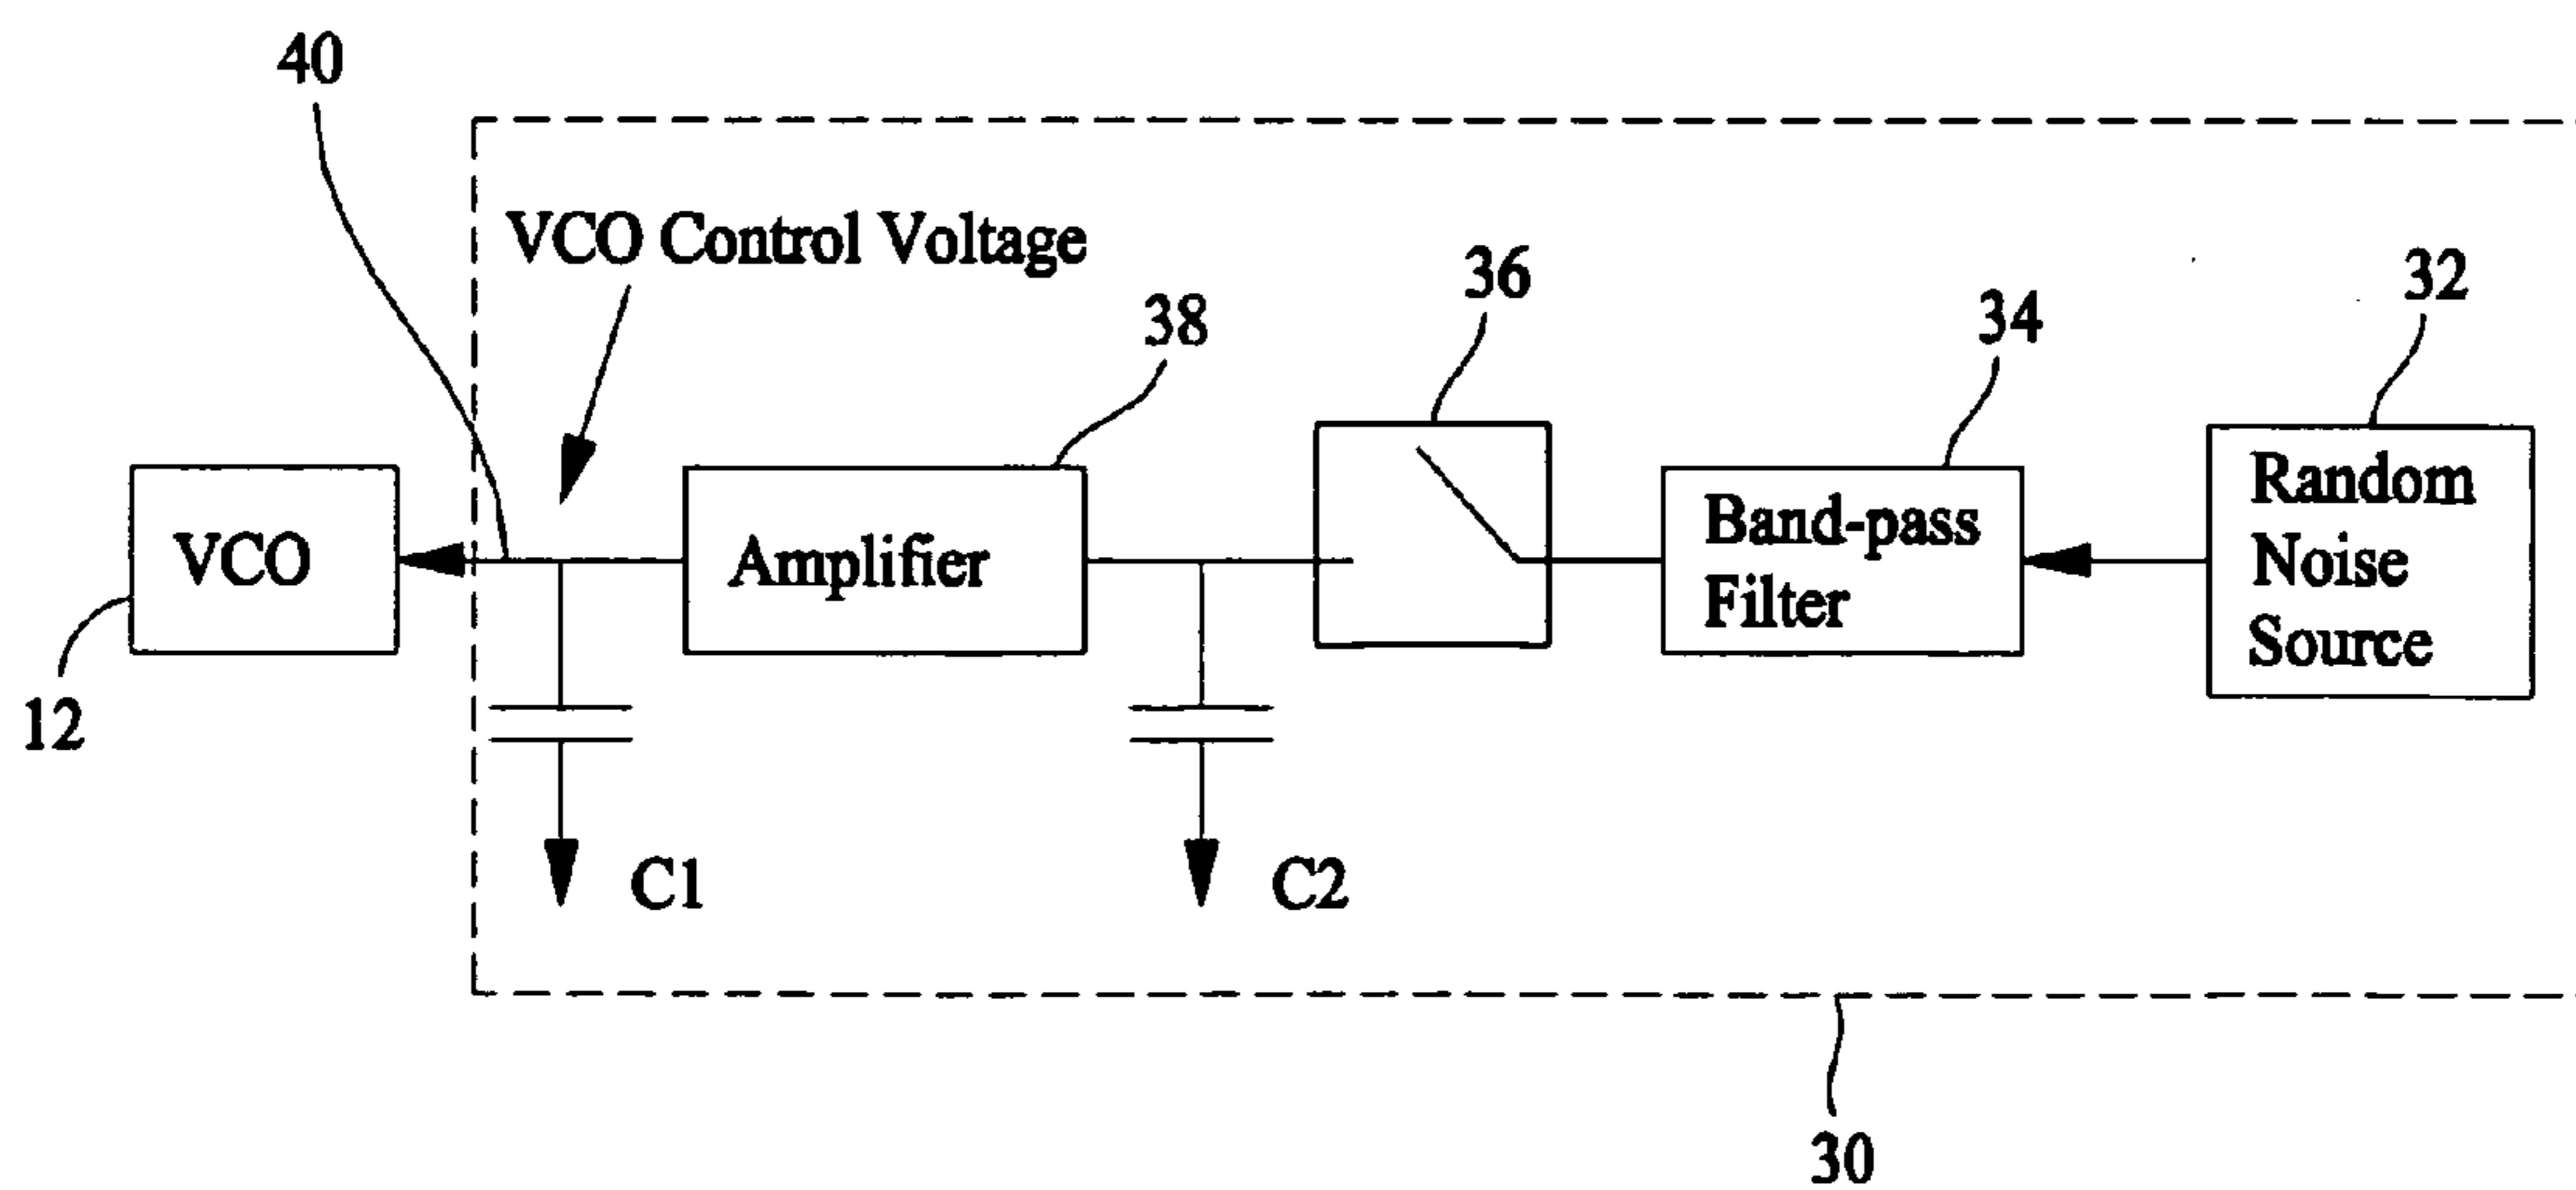 40
VCO Control Voltage
38
36
34
32
VCO
Amplifier
Band-pass
Filter
Random
Noise
Source
12
C1
C2
30